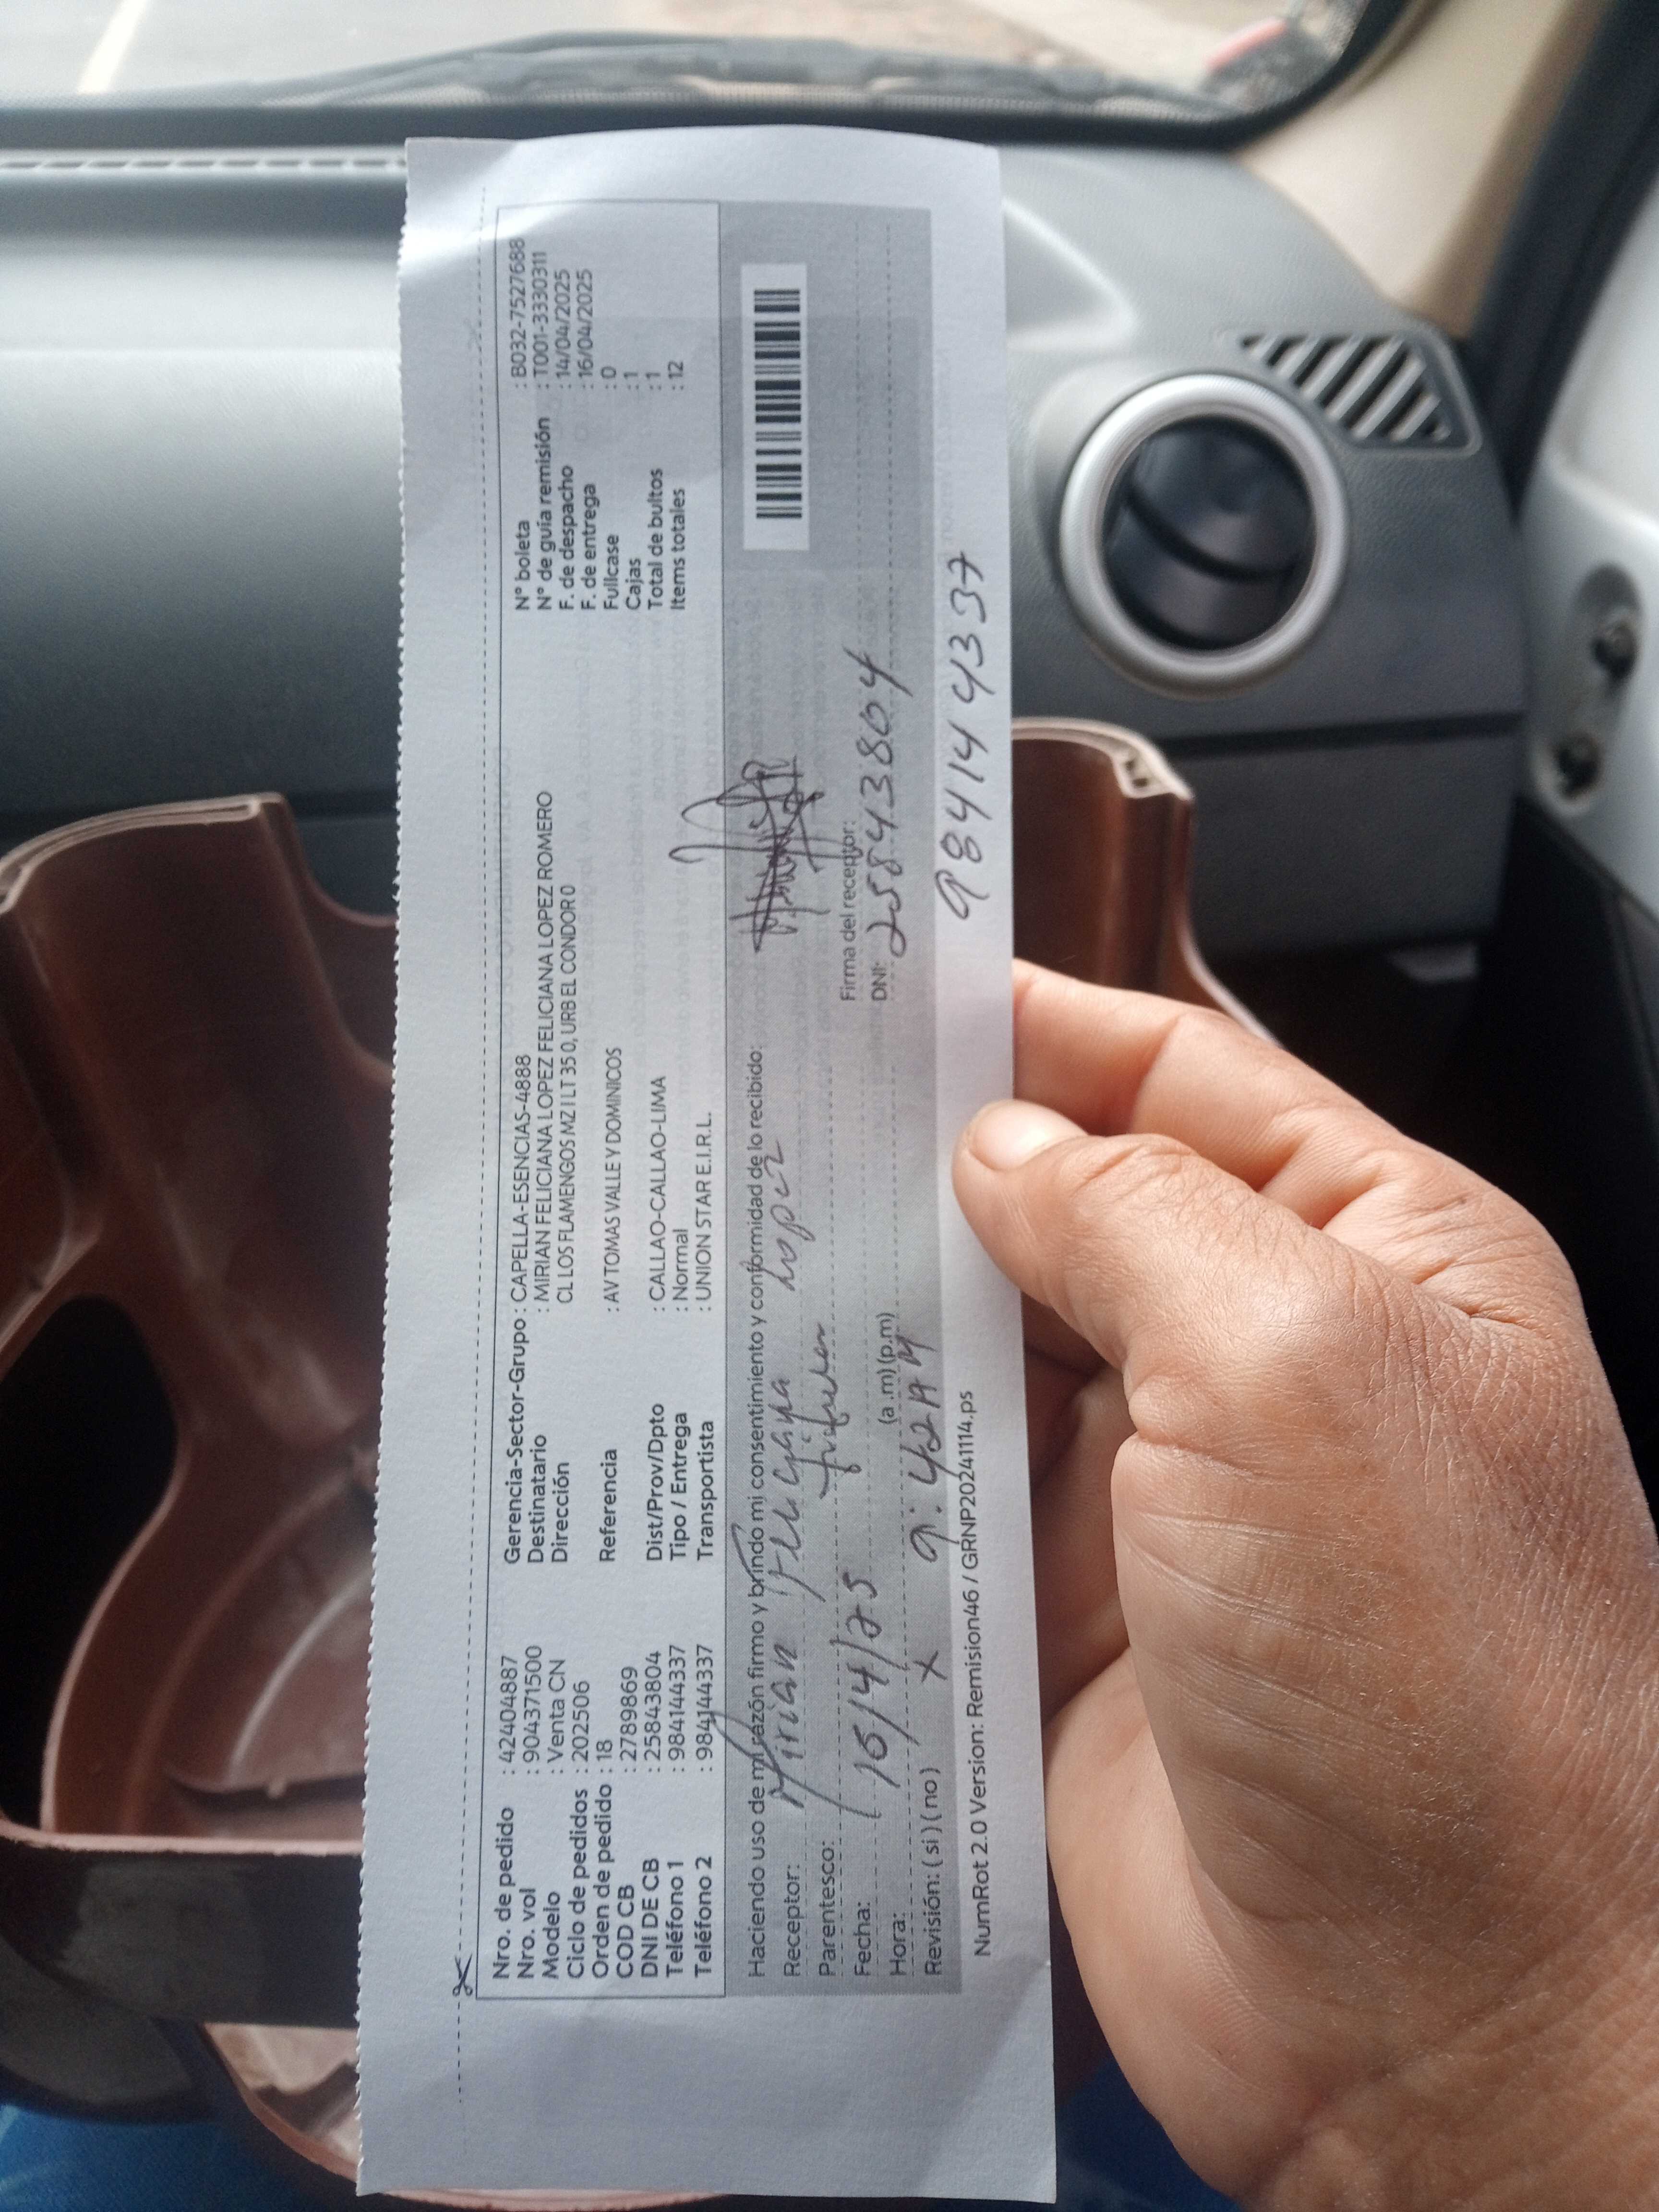 Nro. de pedido : 42404887
Nro. vol : 904371500
Modelo : Venta CN
Ciclo de pedidos : 202506
Orden de pedido : 18
COD CB : 2789869
DNI DE CB : 25843804
Teléfono 1 : 984144337
Teléfono 2 : 984144337
Gerencia-Sector-Grupo : CAPELLA-ESENCIAS-4888
Destinatario : MIRIAN FELICIANA LOPEZ FELICIANA LOPEZ ROMERO
Dirección CL LOS FLAMENGOS MZ I LT 35 0, URB EL CONDOR 0
Referencia : AV TOMAS VALLE Y DOMINICOS
Dist/Prov/Dpto : CALLAO-CALLAO-LIMA
Tipo / Entrega : Normal
Transportista : UNION STAR E.I.R.L.
N° boleta : B032-7527688
N° de guía remisión : T001-3330311
F. de despacho : 14/04/2025
F. de entrega : 16/04/2025
Fullcase : 0
Cajas : 1
Total de bultos : 1
Items totales : 12
Haciendo uso de mi razón firmo y brindo mi consentimiento y conformidad de lo recibido:
Receptor: Mirian Feliciana Lopez
Parentesco:
Firma del receptor:
Fecha: 15/4/25
DNI: 25843804
Hora: 9:42 AM (a .m) (p.m)
Revisión: ( si ) ( no ) X
984144337
NumRot 2.0 Version: Remision46 / GRNP20241114.ps